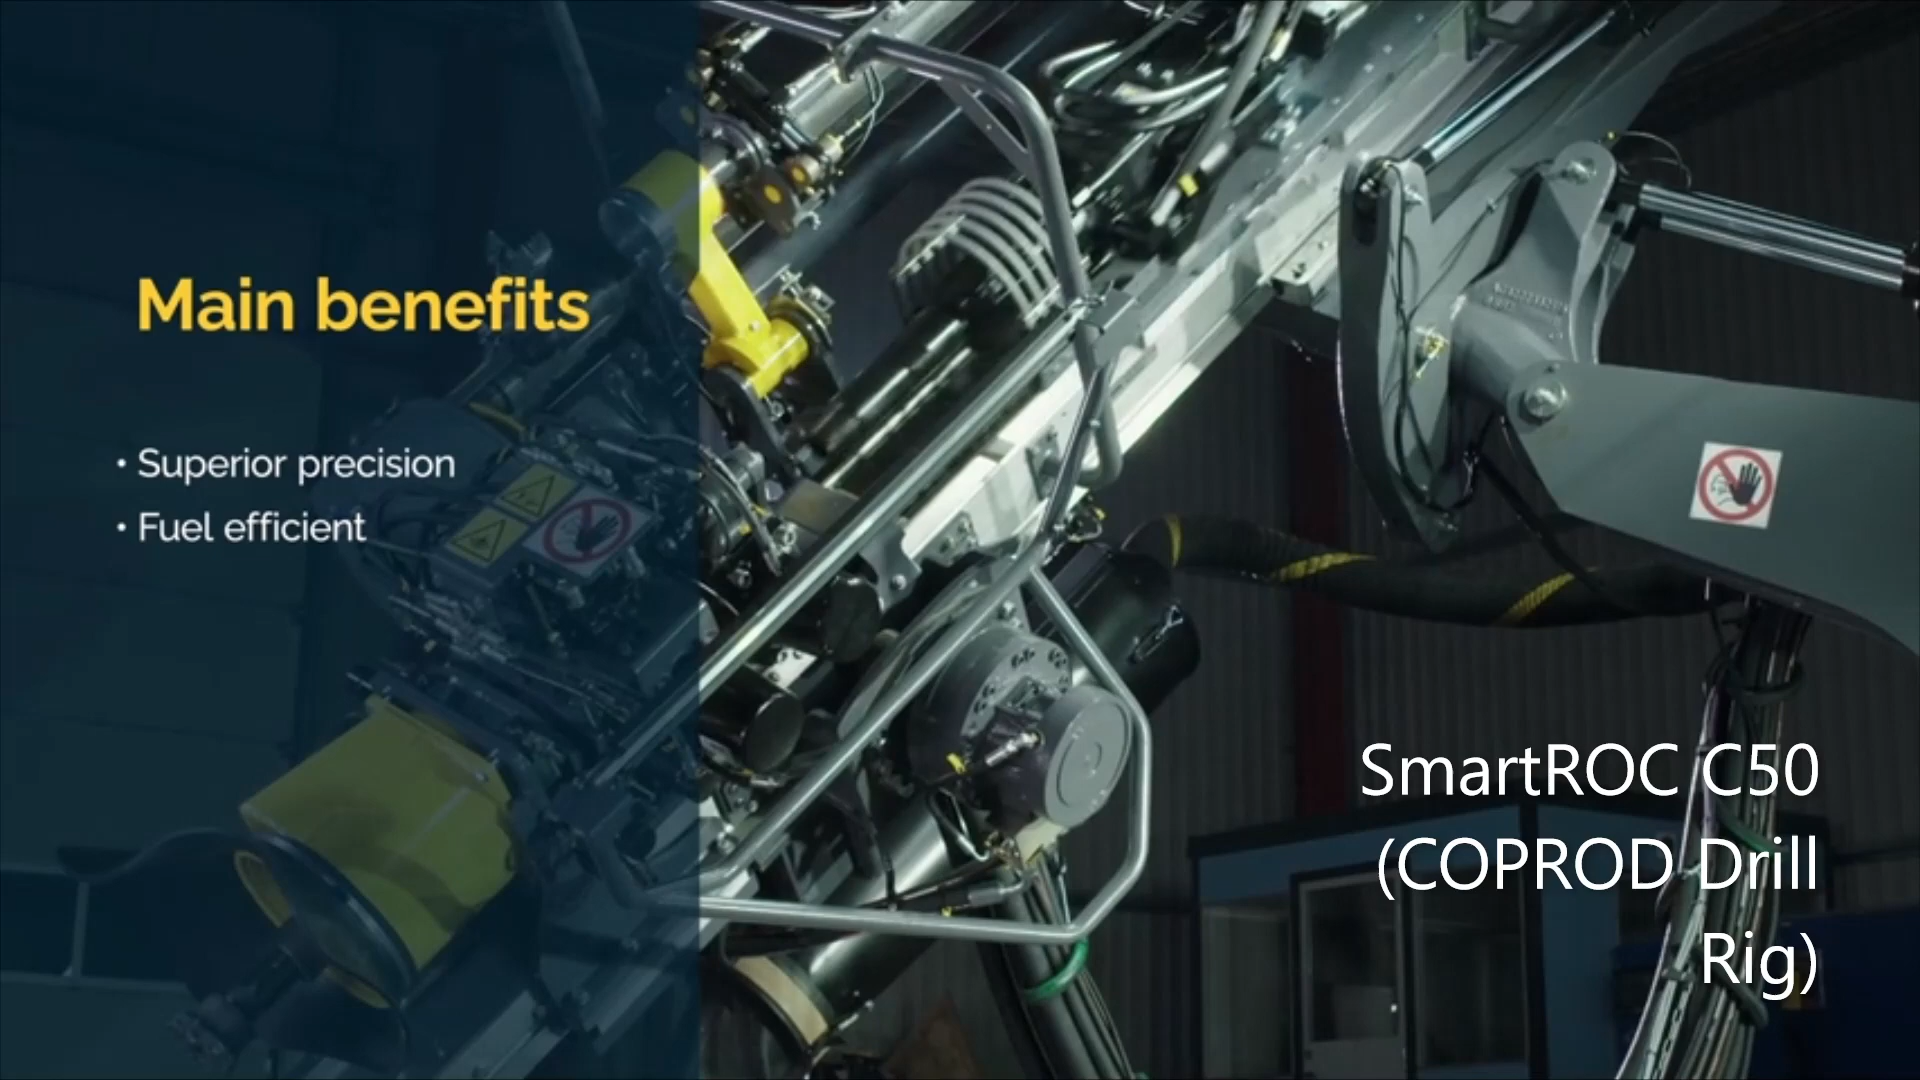 Main benefits
• Superior precision
• Fuel efficient
SmartROC C50
(COPROD Drill
Rig)